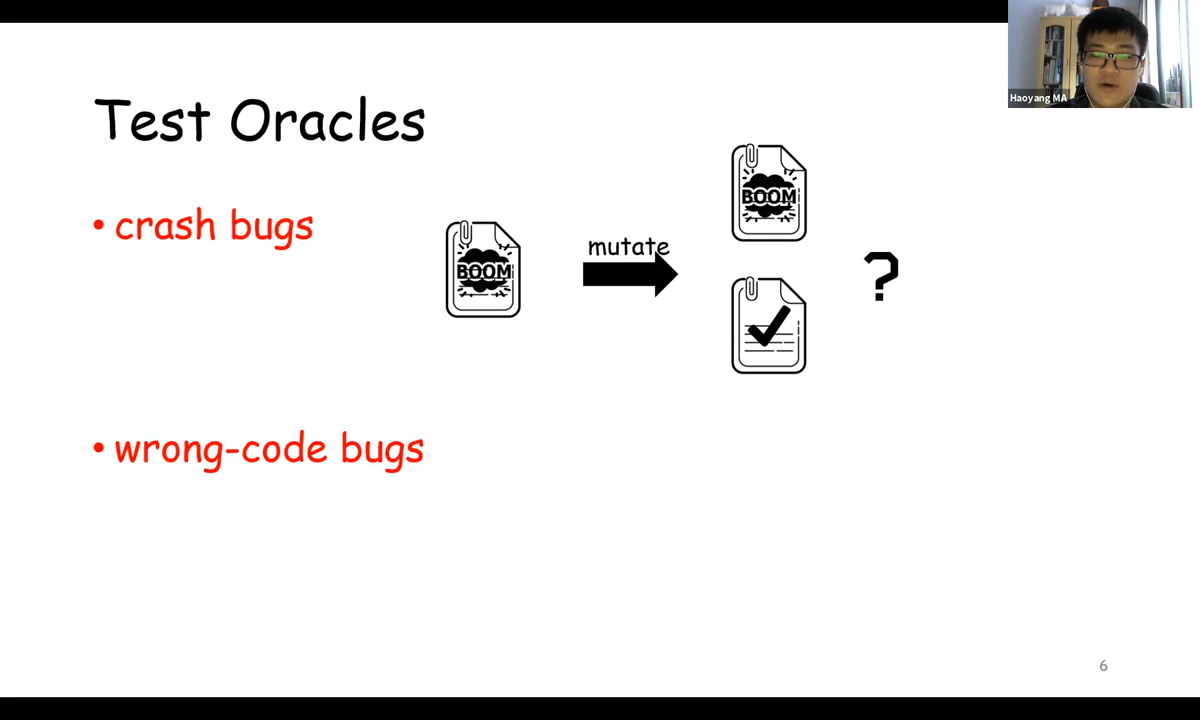 Haoyang MA
Test Oracles
• crash bugs
BOOM
mutate
BOOM
?
• wrong-code bugs
6